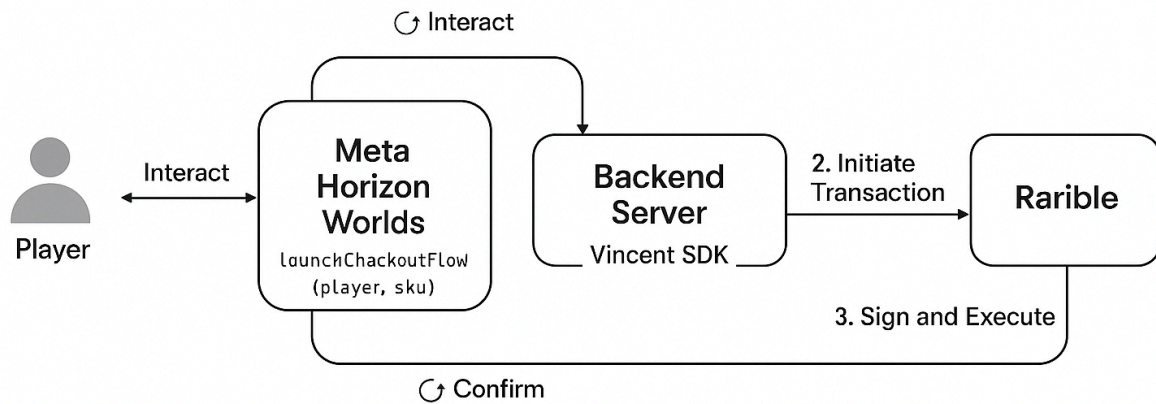 Interact
Interact
Player
Meta
Horizon
Worlds
launchChackoutFlow
(player, sku)
Backend
Server
Vincent SDK
2. Initiate
Transaction
Rarible
3. Sign and Execute
Confirm